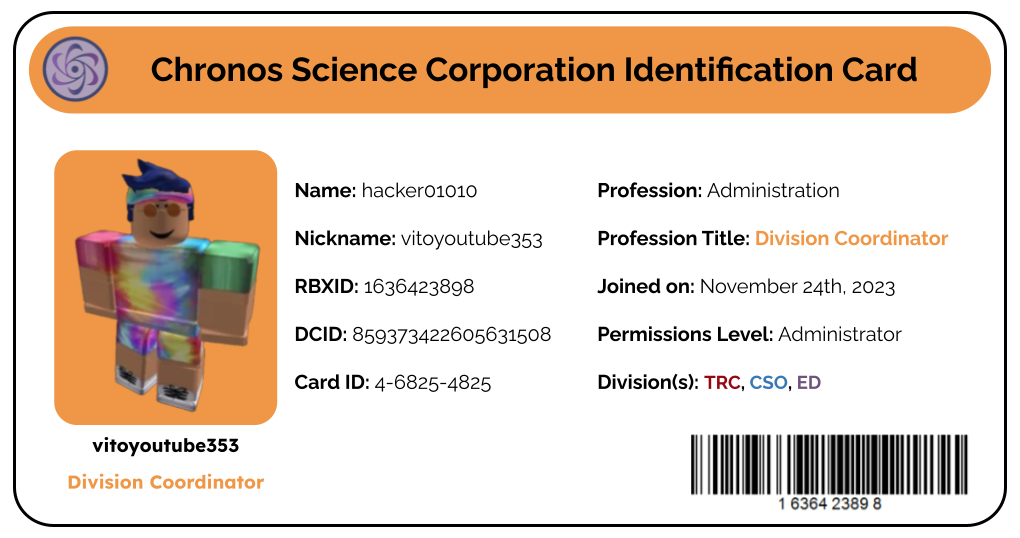 Chronos Science Corporation Identification Card
Name: hacker01010
Nickname: vitoyoutube353
RBXID: 1636423898
DCID: 859373422605631508
Card ID: 4-6825-4825
Profession: Administration
Profession Title: Division Coordinator
Joined on: November 24th, 2023
Permissions Level: Administrator
Division(s): TRC, CSO, ED
vitoyoutube353
Division Coordinator
1 6364 2389 8